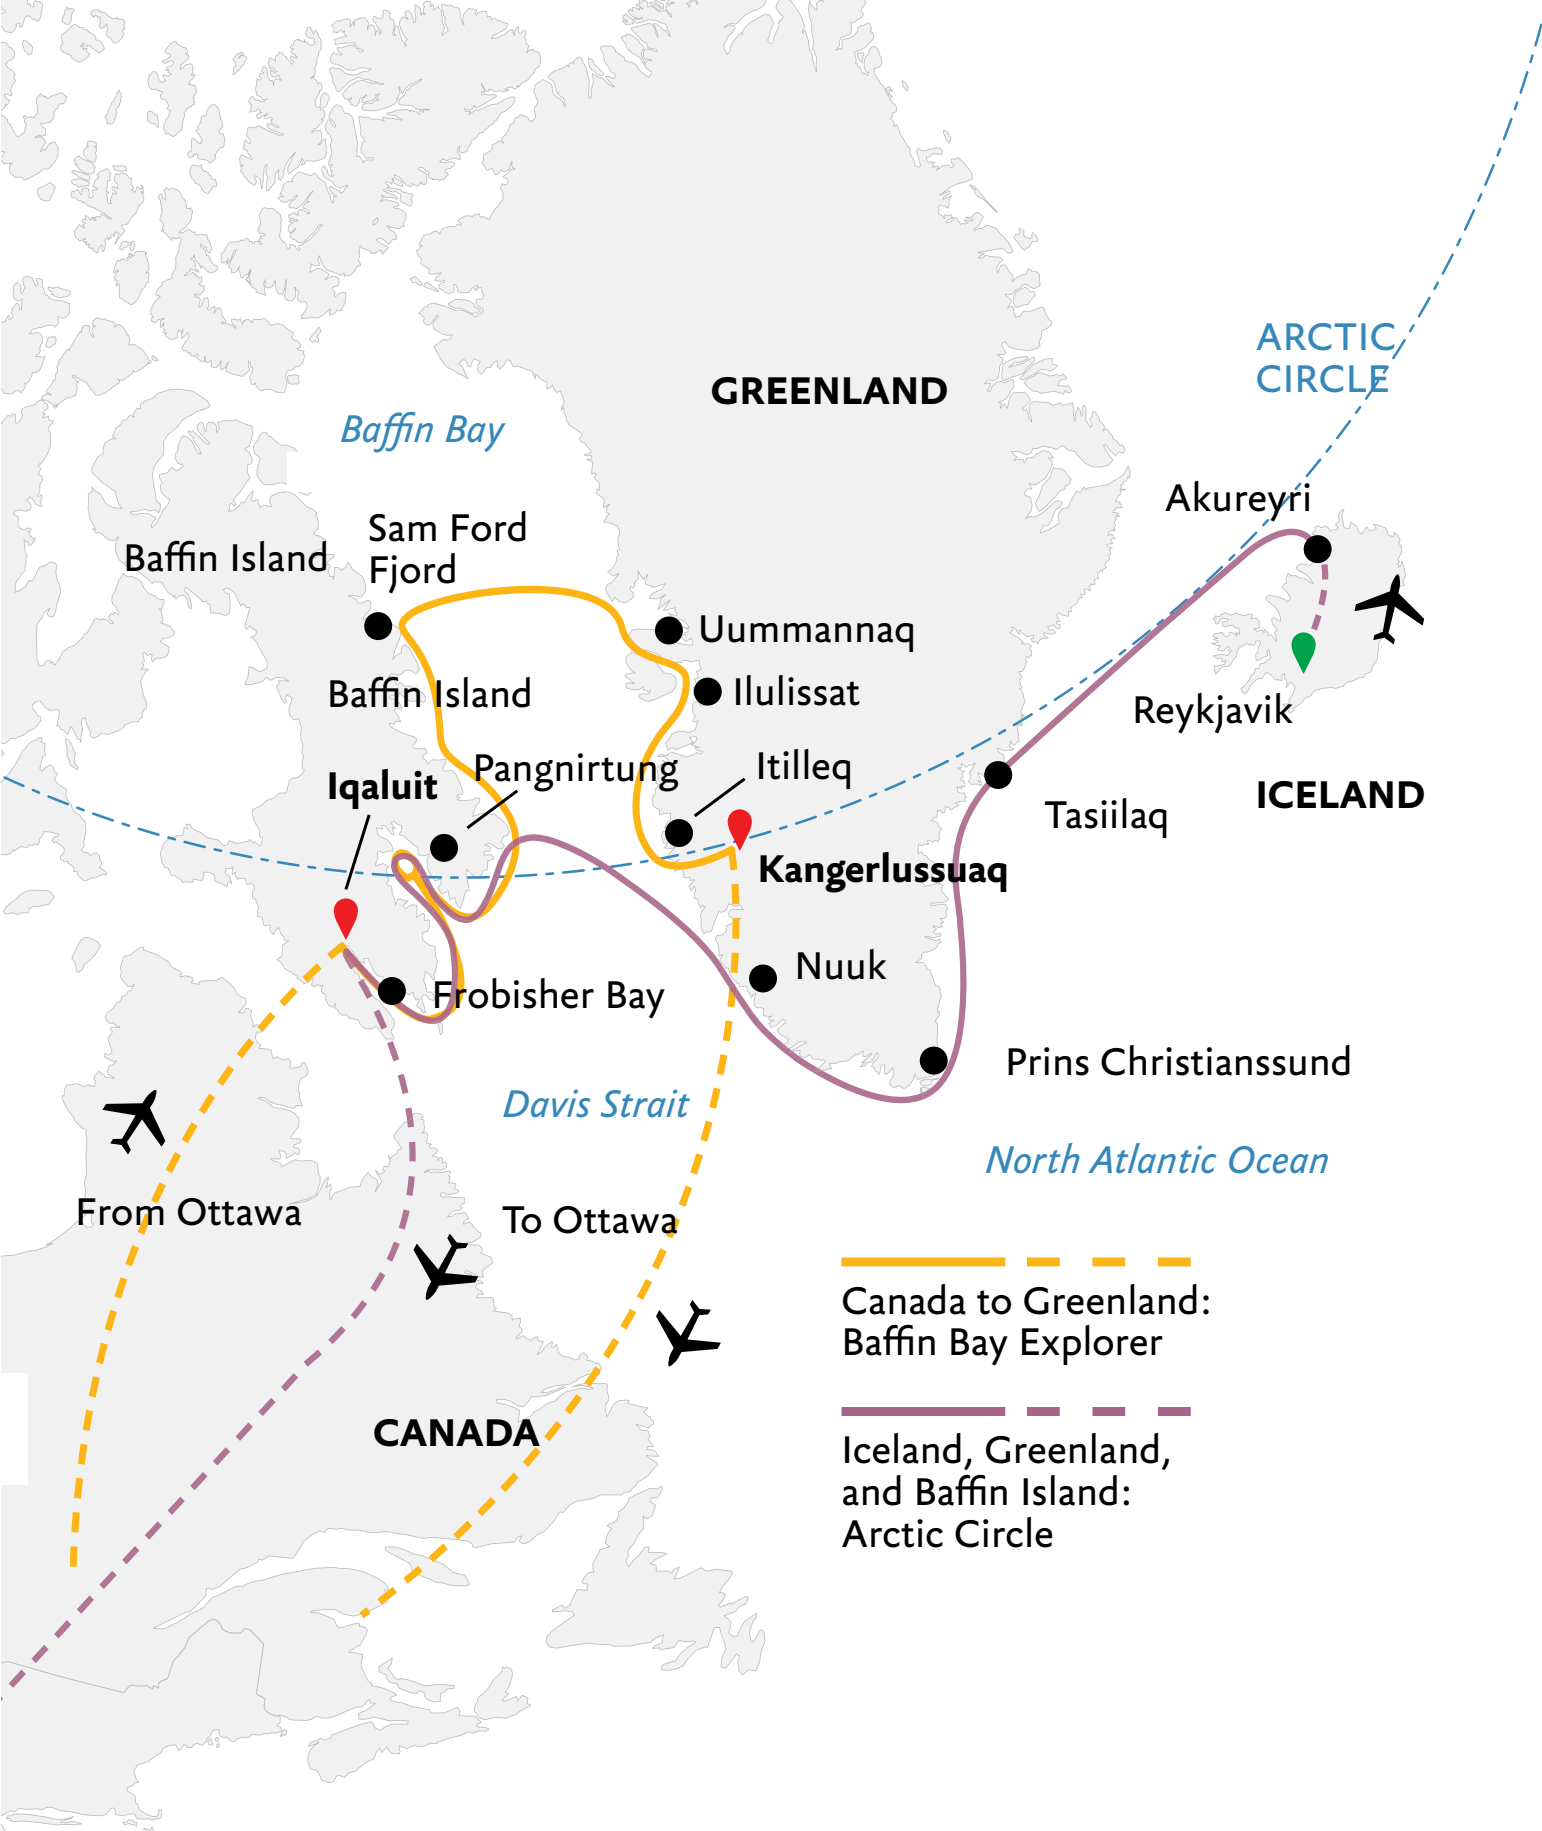 ARCTIC
CIRCLE
GREENLAND
Baffin Bay
Akureyri
Sam Ford
Fjord
Baffin Island
Uummannaq
Baffin Island
Ilulissat
Reykjavik
Pangnirtung
Itilleq
Iqaluit
ICELAND
Tasiilaq
Kangerlussuaq
Nuuk
Frobisher Bay
Prins Christianssund
Davis Strait
North Atlantic Ocean
From Ottawa
To Ottawa
Canada to Greenland:
Baffin Bay Explorer
CANADA
Iceland, Greenland,
and Baffin Island:
Arctic Circle